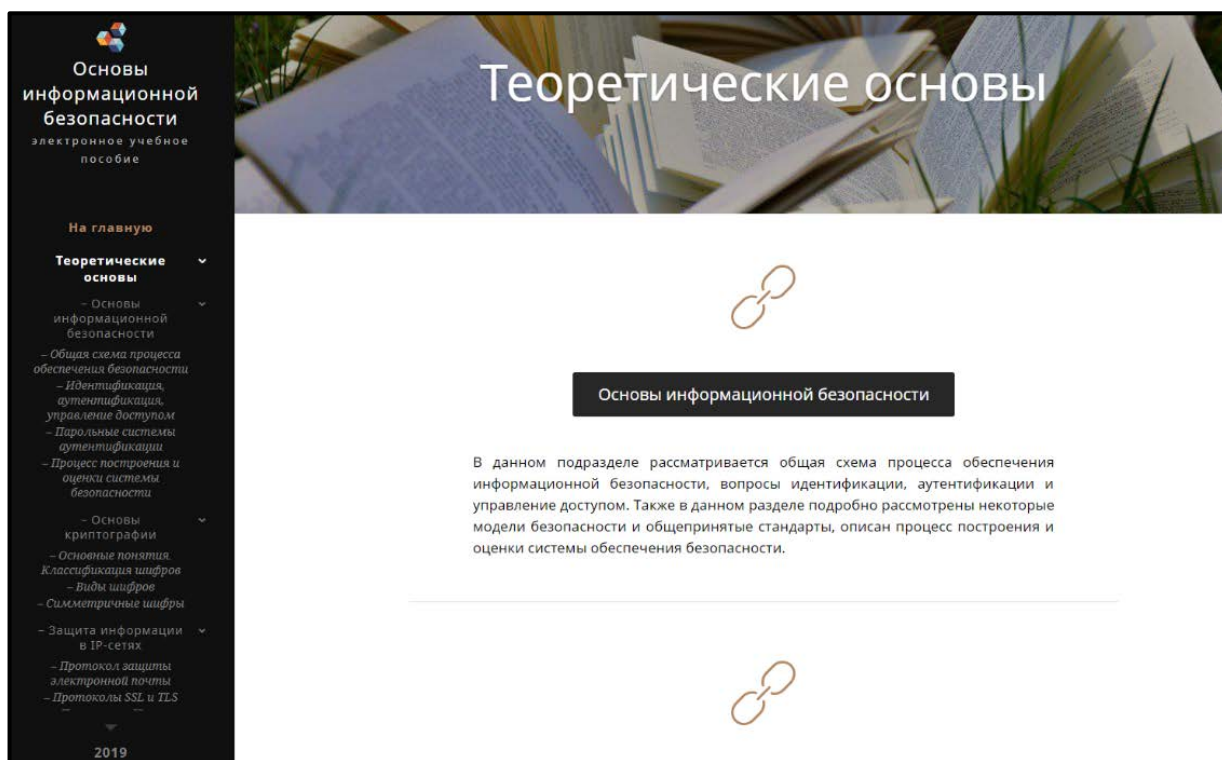 Основы
информационной
безопасности
электронное учебное
пособие
На главную
Теоретические
основы
– Основы
информационной
безопасности
– Общая схема процесса
обеспечения безопасности
– Идентификация,
аутентификация,
управление доступом
– Парольные системы
аутентификации
– Процесс построения и
оценки системы
безопасности
– Основы
криптографии
– Основные понятия.
Классификация шифров
– Виды шифров
– Симметричные шифры
– Защита информации
в IP-сетях
– Протокол защиты
электронной почты
– Протоколы SSL и TLS
2019
Теоретические основы
Основы информационной безопасности
В данном подразделе рассматривается общая схема процесса обеспечения
информационной безопасности, вопросы идентификации, аутентификации и
управление доступом. Также в данном разделе подробно рассмотрены некоторые
модели безопасности и общепринятые стандарты, описан процесс построения и
оценки системы обеспечения безопасности.